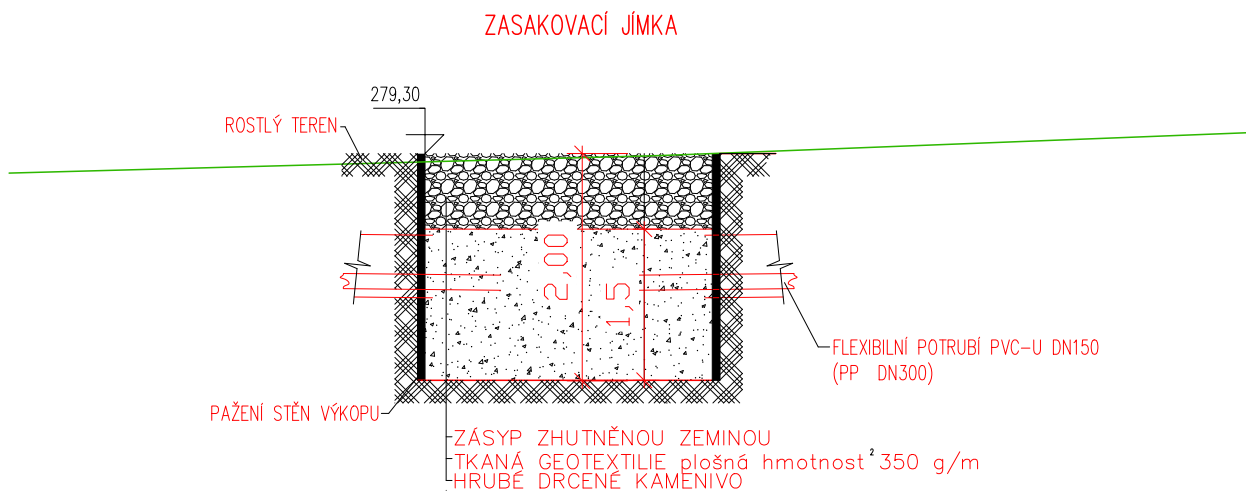 ZASAKOVACÍ JÍMKA
279,30
ROSTLÝ TEREN
2,00
1,5
FLEXIBILNÍ POTRUBÍ PVC-U DN150
(PP DN300)
PAŽENÍ STĚN VÝKOPU
ZÁSYP ZHUTNĚNOU ZEMINOU
TKANÁ GEOTEXTILIE plošná hmotnost ² 350 g/m
HRUBÉ DRCENÉ KAMENIVO